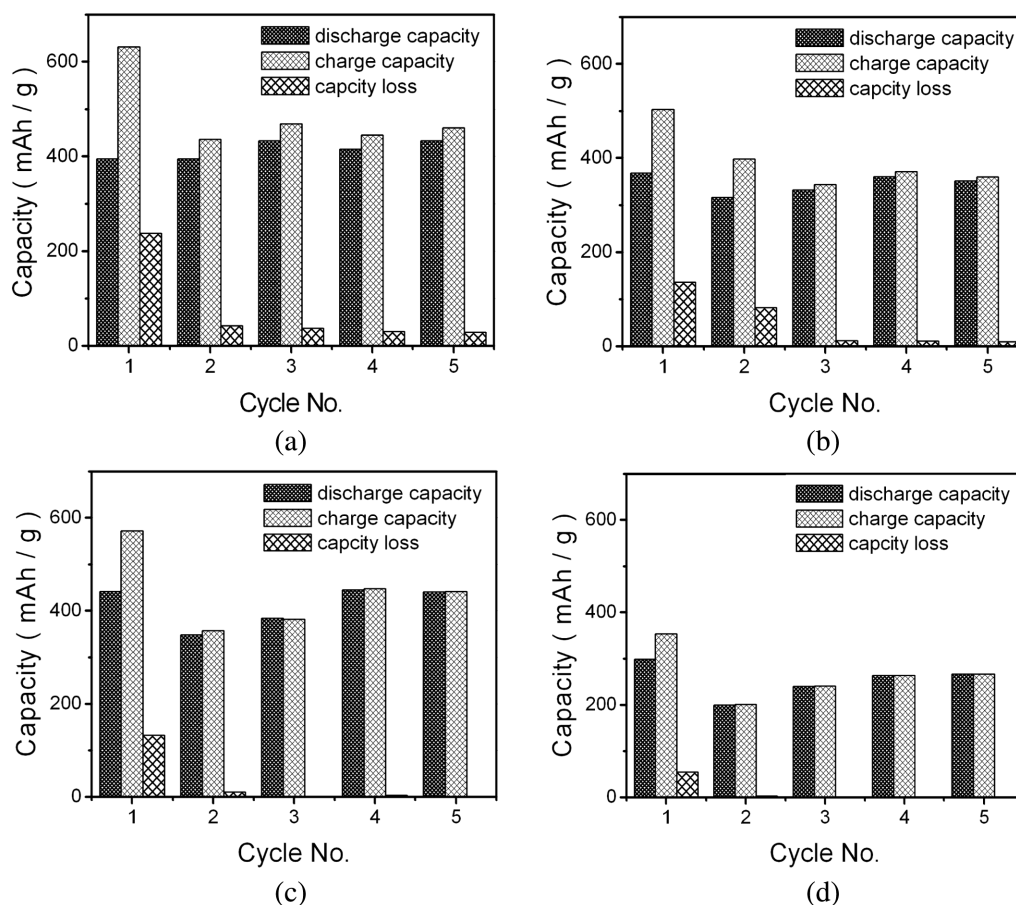 discharge capacity
charge capacity
capcity loss
600
400
200
0
Capacity ( mAh / g )
1 2 3 4 5
Cycle No.
(a)
discharge capacity
charge capacity
capcity loss
600
400
200
0
Capacity ( mAh / g )
1 2 3 4 5
Cycle No.
(b)
discharge capacity
charge capacity
capcity loss
600
400
200
0
Capacity ( mAh / g )
1 2 3 4 5
Cycle No.
(c)
discharge capacity
charge capacity
capcity loss
600
400
200
0
Capacity ( mAh / g )
1 2 3 4 5
Cycle No.
(d)